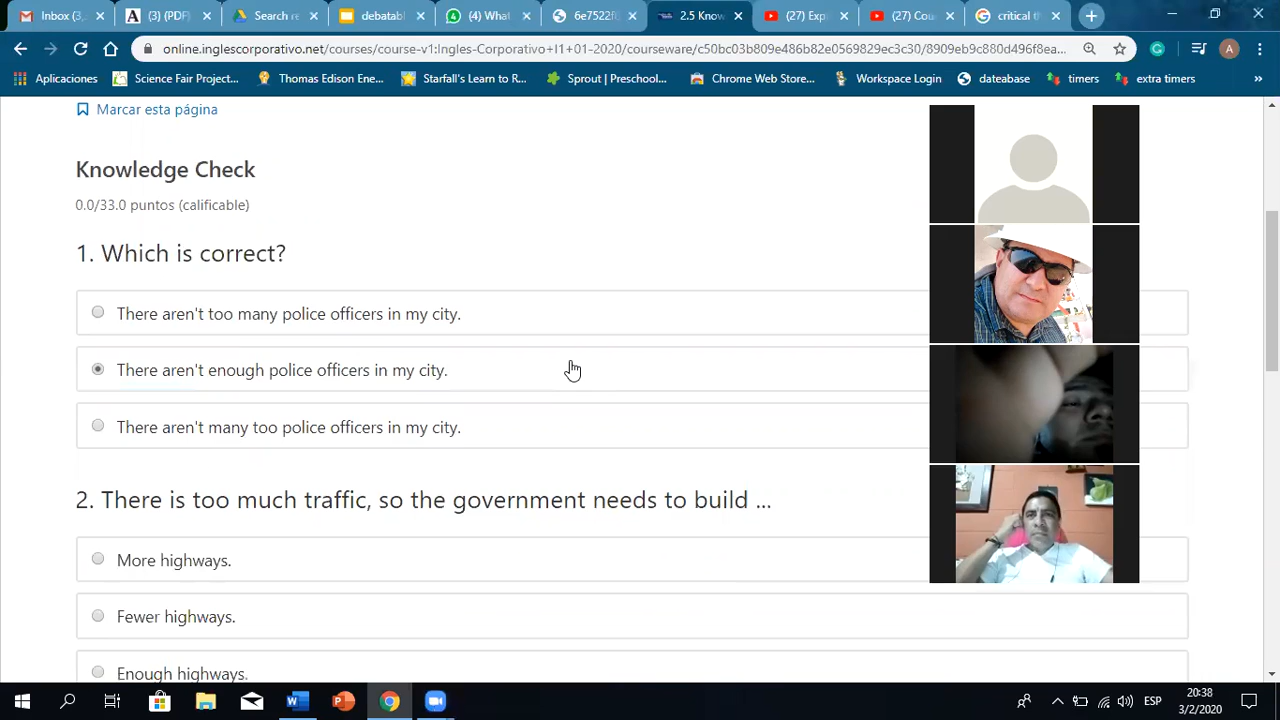 Inbox (3,
(3) (PDF)
Search re
debatabl
(4) What
6e7522f8
2.5 Know
(27) Exp
(27) Cou
critical th
online.inglescorporativo.net/courses/course-v1:Ingles-Corporativo+I1+01-2020/courseware/c50bc03b809e486b82e0569829ec3c30/8909eb9c880d496f8ea...
A
Aplicaciones
Science Fair Project...
Thomas Edison Ene...
Starfall's Learn to R...
Sprout | Preschool...
Chrome Web Store...
Workspace Login
dateabase
timers
extra timers
»
Marcar esta página
Knowledge Check
0.0/33.0 puntos (calificable)
1. Which is correct?
There aren't too many police officers in my city.
There aren't enough police officers in my city.
There aren't many too police officers in my city.
2. There is too much traffic, so the government needs to build ...
More highways.
Fewer highways.
Enough highways.
ESP
20:38
3/2/2020